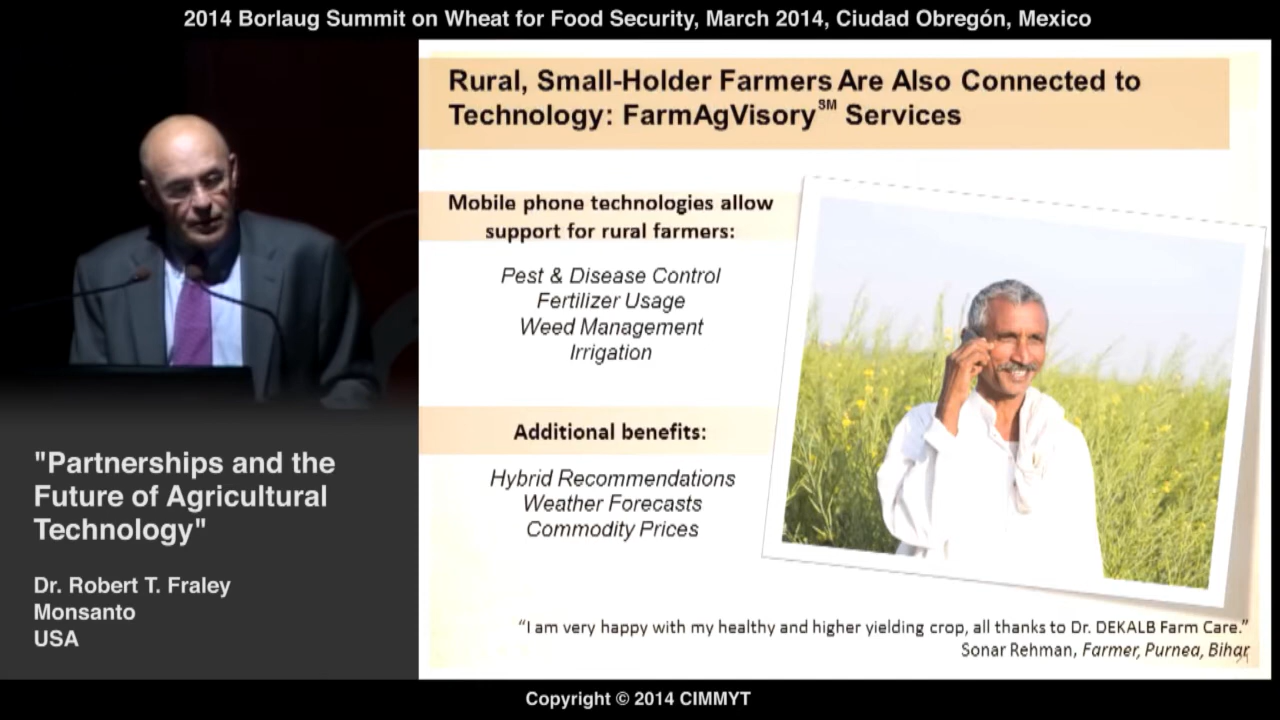 2014 Borlaug Summit on Wheat for Food Security, March 2014, Ciudad Obregón, Mexico
Rural, Small-Holder Farmers Are Also Connected to
Technology: FarmAgVisory℠ Services
Mobile phone technologies allow
support for rural farmers:
Pest & Disease Control
Fertilizer Usage
Weed Management
Irrigation
Additional benefits:
Hybrid Recommendations
Weather Forecasts
Commodity Prices
"I am very happy with my healthy and higher yielding crop, all thanks to Dr. DEKALB Farm Care."
Sonar Rehman, Farmer, Purnea, Bihar
"Partnerships and the
Future of Agricultural
Technology"
Dr. Robert T. Fraley
Monsanto
USA
Copyright © 2014 CIMMYT